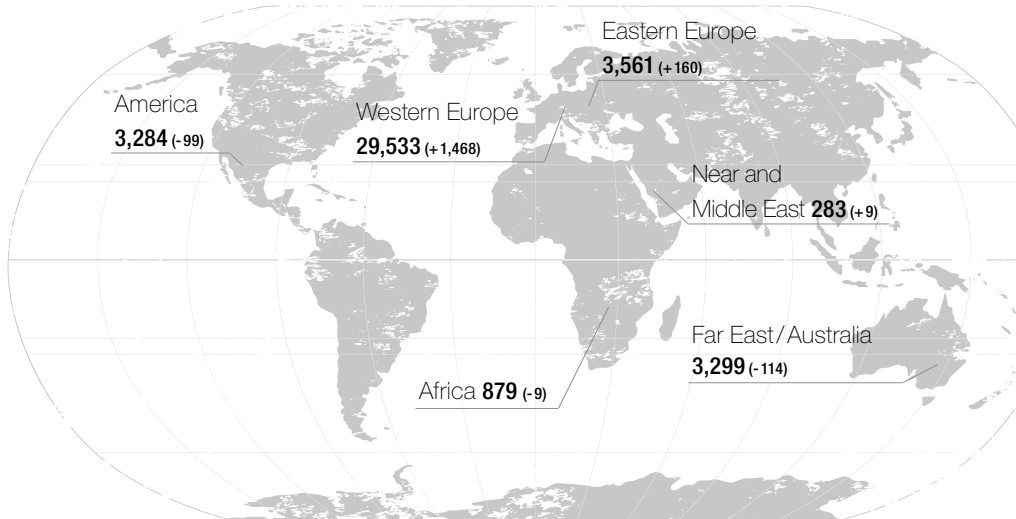 Eastern Europe
3,561 (+160)
America
3,284 (-99)
Western Europe
29,533 (+1,468)
Near and
Middle East 283 (+9)
Far East/Australia
3,299 (-114)
Africa 879 (-9)